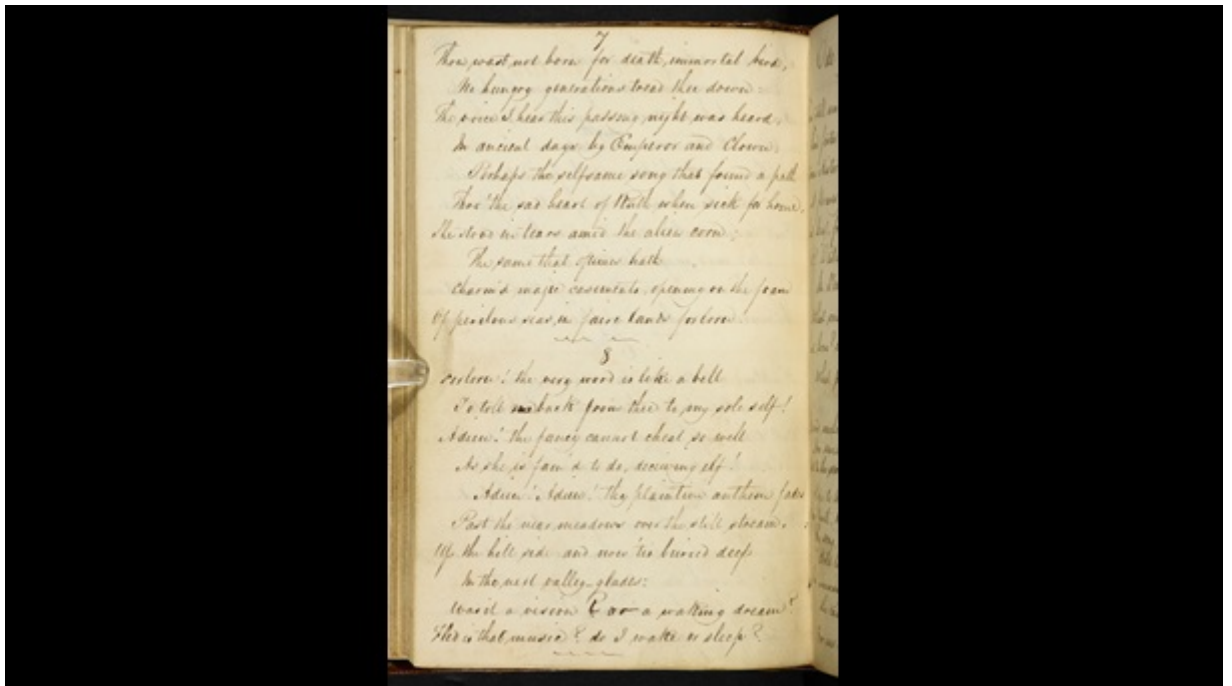 7
Thou wast not born for death, immortal bird,
No hungry generations tread thee down:
The voice I hear this passing night was heard,
In ancient days by Emperor and Clown.
Perhaps the selfsame song that found a path
Thro' the sad heart of Ruth when sick for home,
She stood in tears amid the alien corn;
The same that oftimes hath
Charm'd magic casements, opening on the foam
Of perilous seas, in faery lands forlorn.
8
Forlorn! the very word is like a bell
To toll me back from thee to my sole self!
Adieu! the fancy cannot cheat so well
As she is fam'd to do, deceiving elf!
Adieu! Adieu! thy plaintive anthem fades
Past the near meadows over the still stream,
Up the hill side and now 'tis buried deep
In the next valley-glades:
Was it a vision? or a waking dream?
Fled is that music? do I wake or sleep?